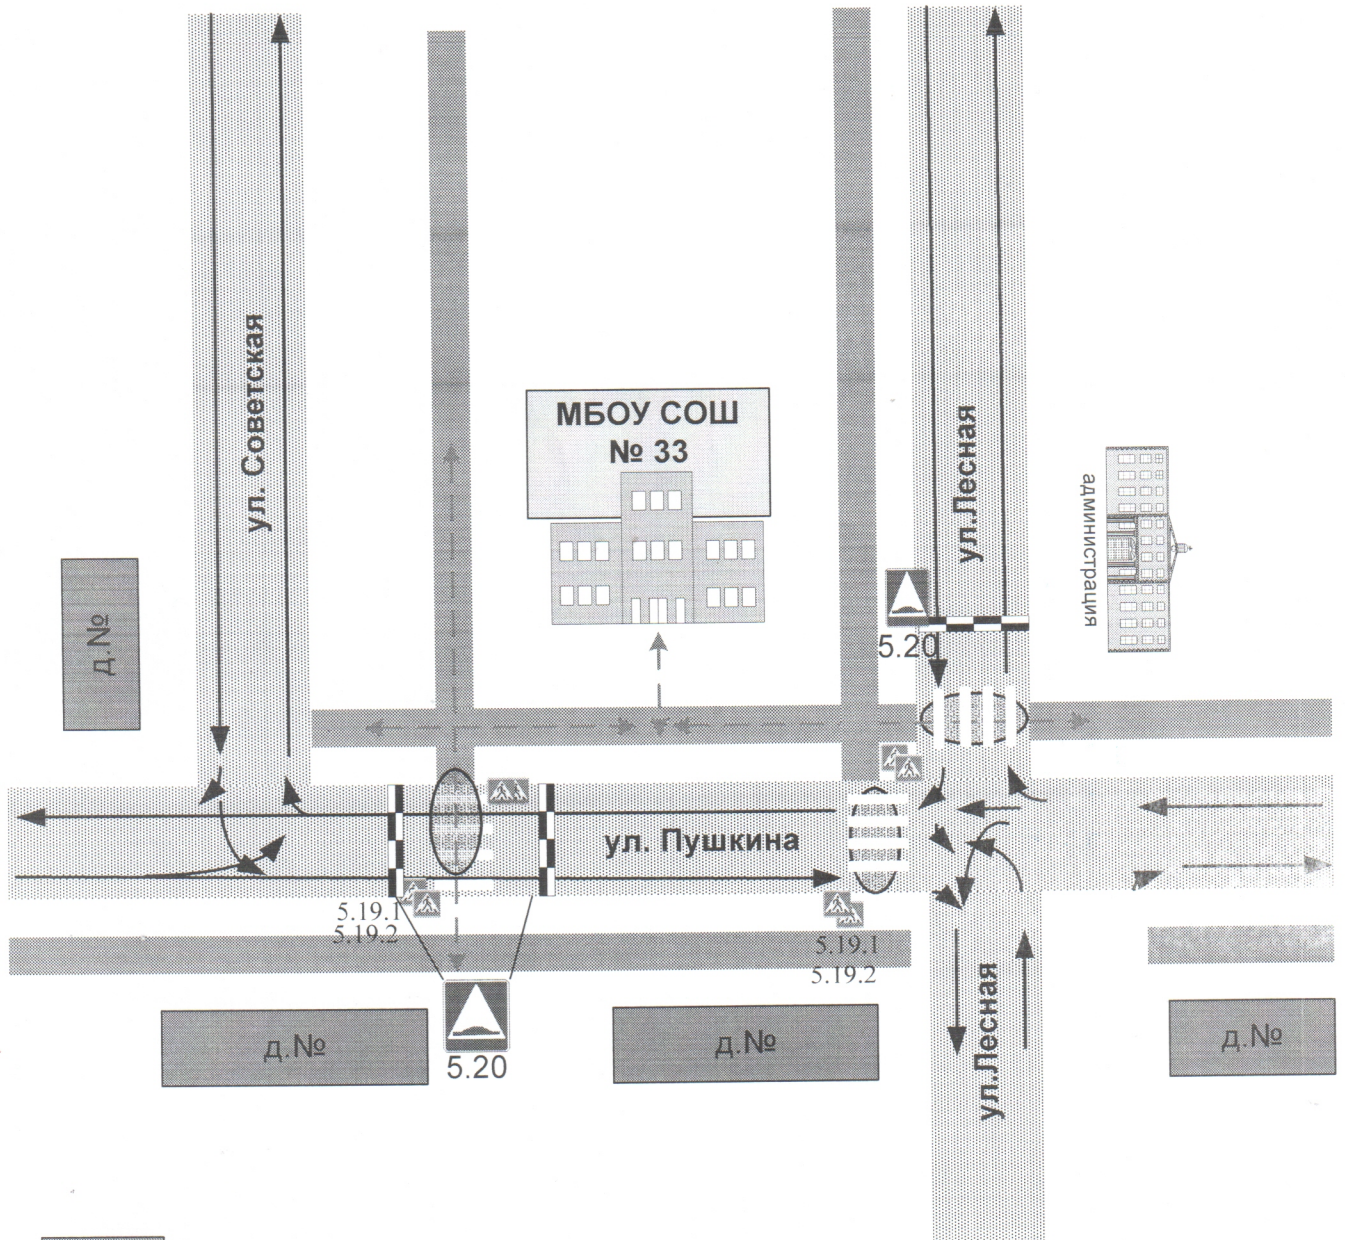 ул. Советская
МБОУ СОШ
№ 33
ул.Лесная
администрация
д.№
5.20
ул. Пушкина
5.19.1
5.19.2
5.19.1
5.19.2
ул.Лесная
д.№
5.20
д.№
д.№